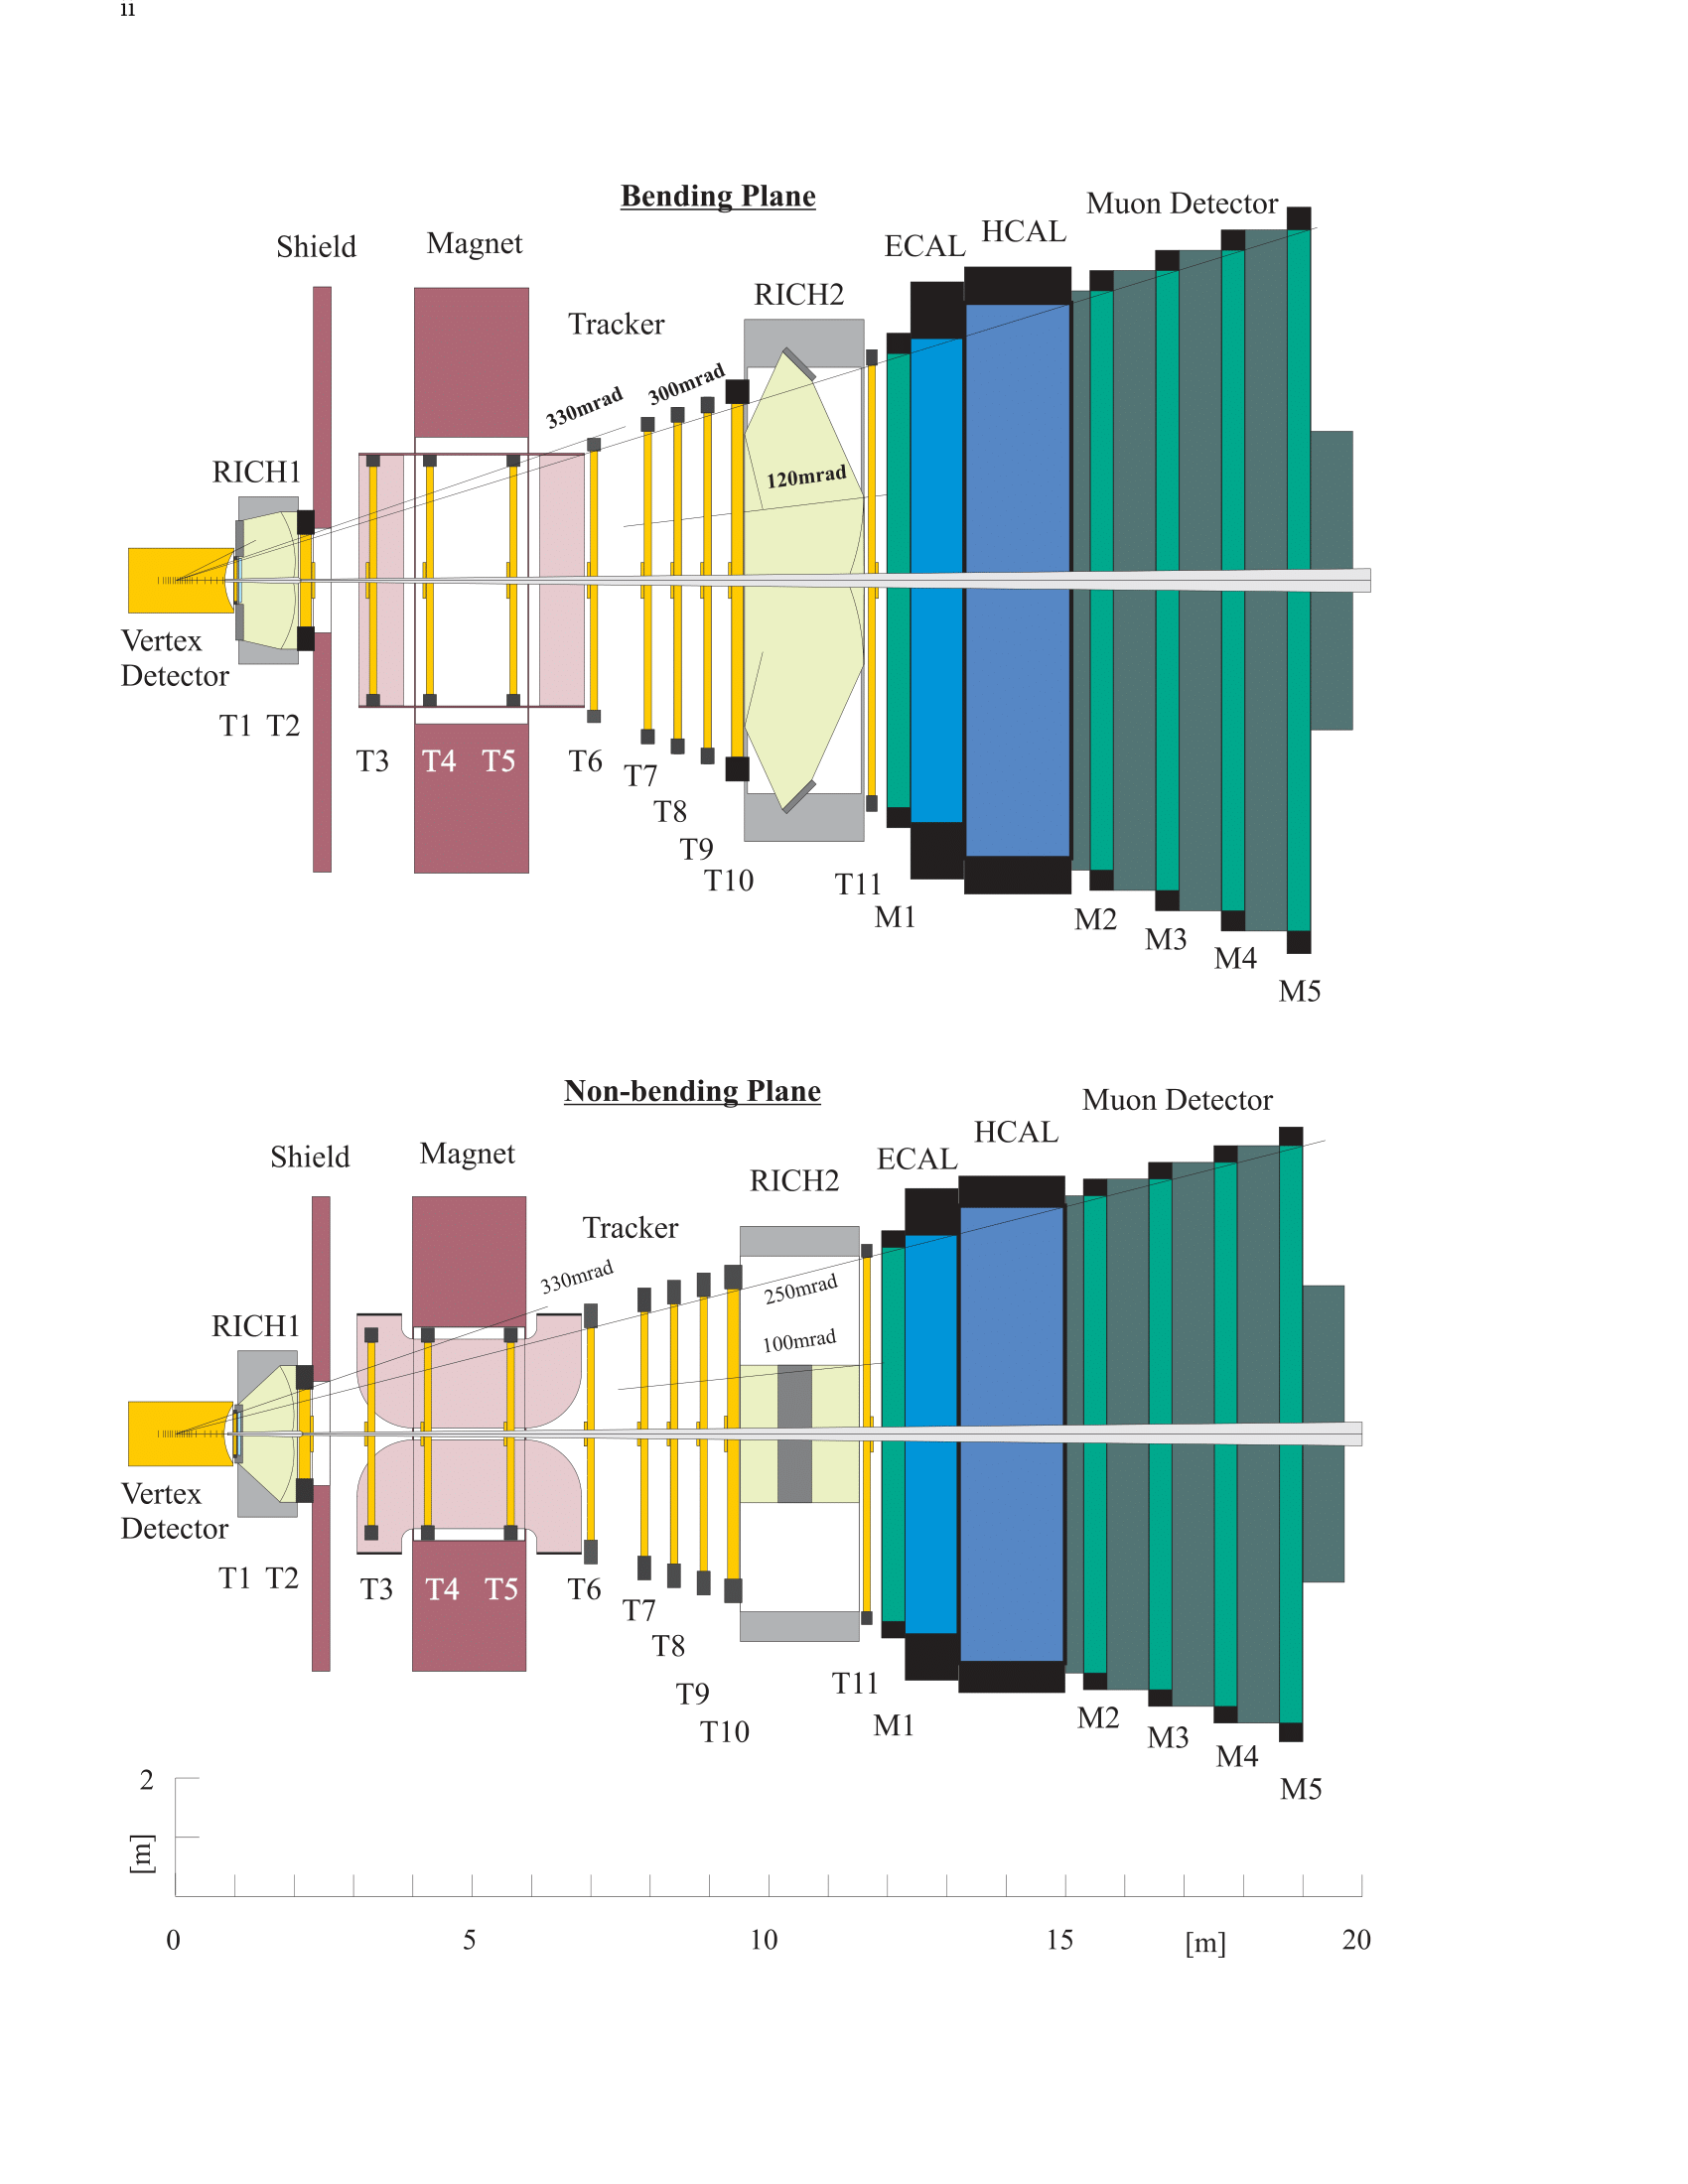 11
Bending Plane
Muon Detector
HCAL
ECAL
Shield
Magnet
RICH2
Tracker
300mrad
330mrad
RICH1
120mrad
Vertex
Detector
T1 T2
T3
T4
T5
T6
T7
T8
T9
T10
T11
M1
M2
M3
M4
M5
Non-bending Plane
Muon Detector
HCAL
ECAL
Shield
Magnet
RICH2
Tracker
330mrad
250mrad
RICH1
100mrad
Vertex
Detector
T1 T2
T3
T4
T5
T6
T7
T8
T9
T10
T11
M1
M2
M3
M4
M5
2
[m]
0 5 10 15 [m] 20